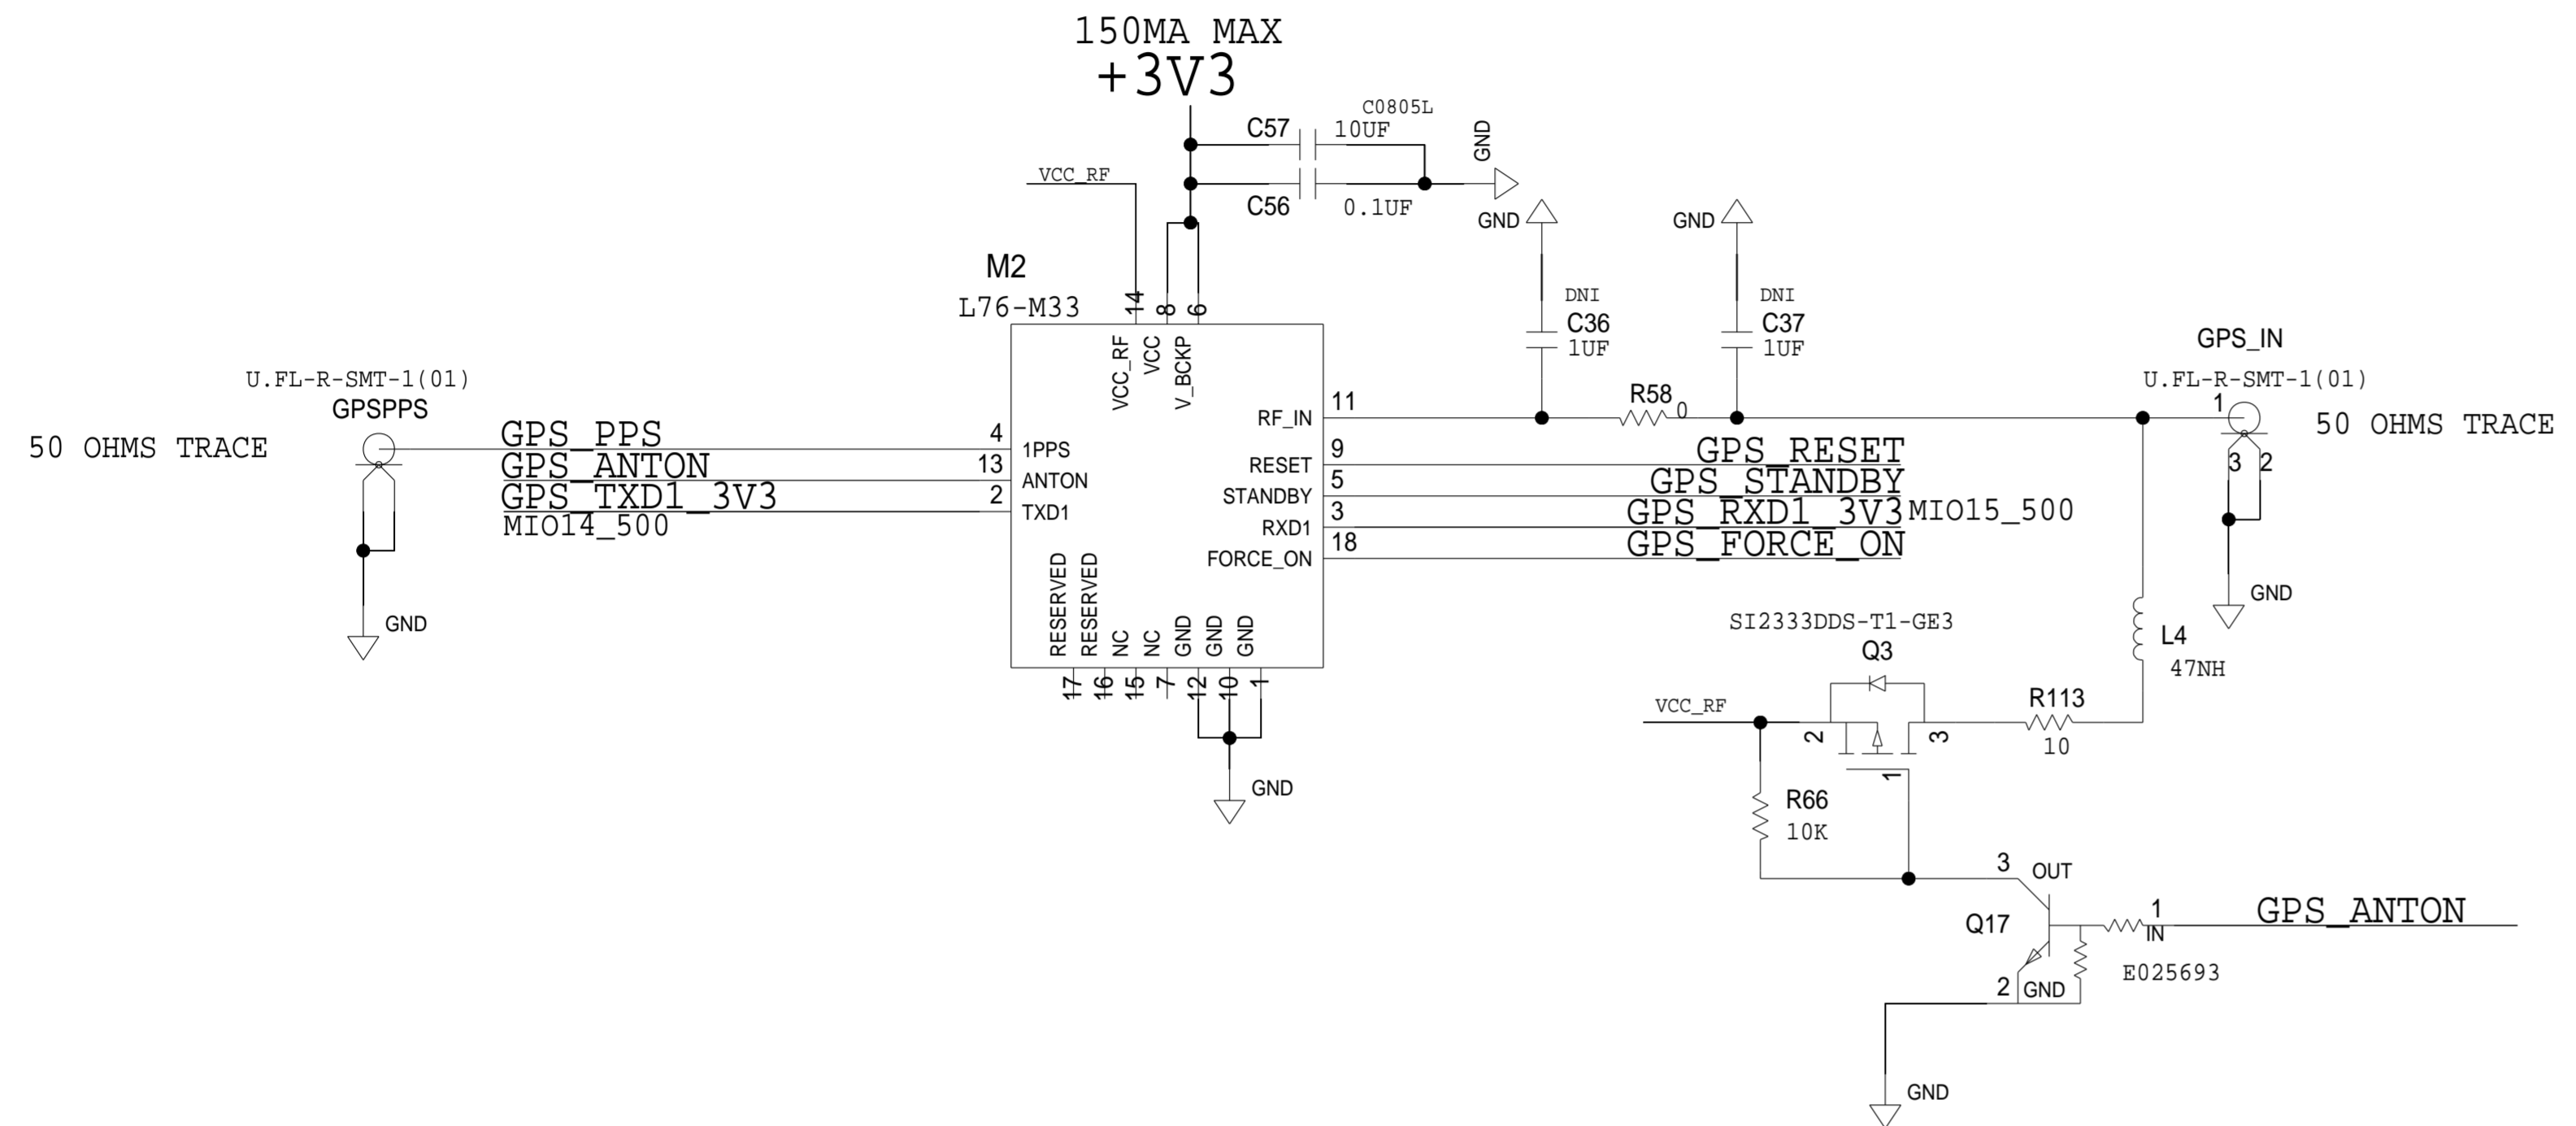 150MA MAX
+3V3
C57
C0805L
10UF
GND
VCC_RF
C56
0.1UF
GND
GND
M2
L76-M33
14
8
6
DNI
C36
1UF
DNI
C37
1UF
GPS_IN
U.FL-R-SMT-1(01)
1
50 OHMS TRACE
3
2
GND
U.FL-R-SMT-1(01)
GPSPPS
50 OHMS TRACE
GND
GPS_PPS
4
GPS_ANTON
13
GPS_TXD1_3V3
2
MIO14_500
VCC_RF
VCC
V_BCKP
1PPS
ANTON
TXD1
RF_IN
RESET
STANDBY
RXD1
FORCE_ON
RESERVED
RESERVED
NC
NC
GND
GND
GND
17
16
15
7
12
10
1
GND
11
R58
0
9
GPS_RESET
5
GPS_STANDBY
3
GPS_RXD1_3V3
MIO15_500
18
GPS_FORCE_ON
SI2333DDS-T1-GE3
Q3
L4
47NH
VCC_RF
2
3
1
R113
10
R66
10K
3
OUT
Q17
1
IN
GPS_ANTON
E025693
2
GND
GND